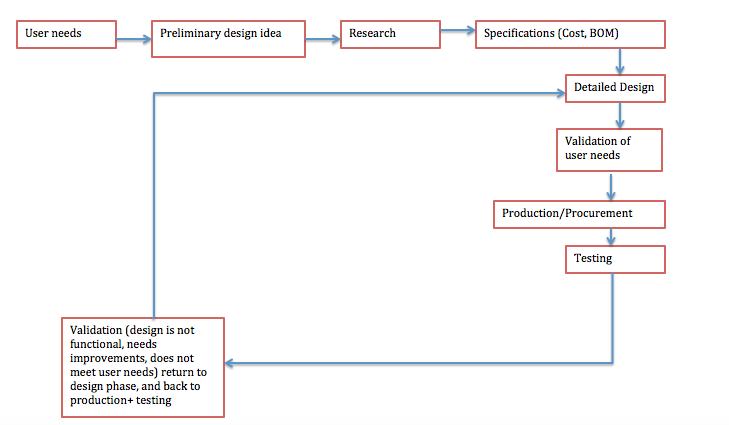 User needs
Preliminary design idea
Research
Specifications (Cost, BOM)
Detailed Design
Validation of
user needs
Production/Procurement
Testing
Validation (design is not
functional, needs
improvements, does not
meet user needs) return to
design phase, and back to
production+ testing